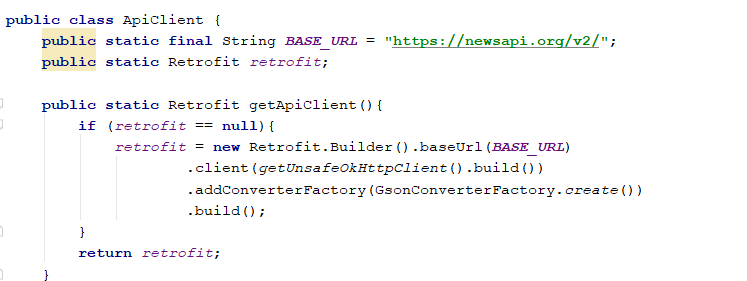 public class ApiClient {
    public static final String BASE_URL = "https://newsapi.org/v2/";
    public static Retrofit retrofit;
    public static Retrofit getApiClient(){
        if (retrofit == null){
            retrofit = new Retrofit.Builder().baseUrl(BASE_URL)
                    .client(getUnsafeOkHttpClient().build())
                    .addConverterFactory(GsonConverterFactory.create())
                    .build();
        }
        return retrofit;
    }